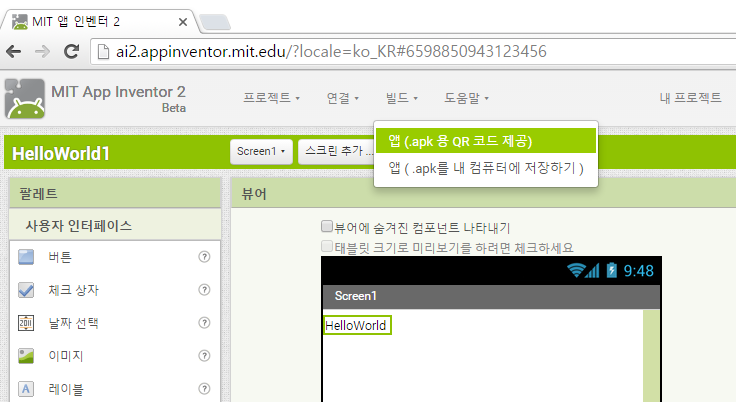 MIT 앱 인벤터 2
ai2.appinventor.mit.edu/?locale=ko_KR#6598850943123456
MIT App Inventor 2
Beta
프로젝트 연결 빌드 도움말 내 프로젝트
앱 (.apk 용 QR 코드 제공)
앱 ( .apk를 내 컴퓨터에 저장하기 )
HelloWorld1
Screen1
스크린 추가 ...
팔레트
사용자 인터페이스
버튼
체크 상자
2011
날짜 선택
이미지
A
레이블
뷰어
뷰어에 숨겨진 컴포넌트 나타내기
태블릿 크기로 미리보기를 하려면 체크하세요
9:48
Screen1
HelloWorld